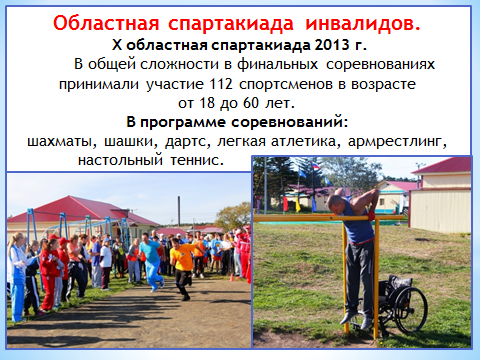 Областная спартакиада инвалидов.
X областная спартакиада 2013 г.
В общей сложности в финальных соревнованиях
принимали участие 112 спортсменов в возрасте
от 18 до 60 лет.
В программе соревнований:
шахматы, шашки, дартс, легкая атлетика, армрестлинг,
настольный теннис.